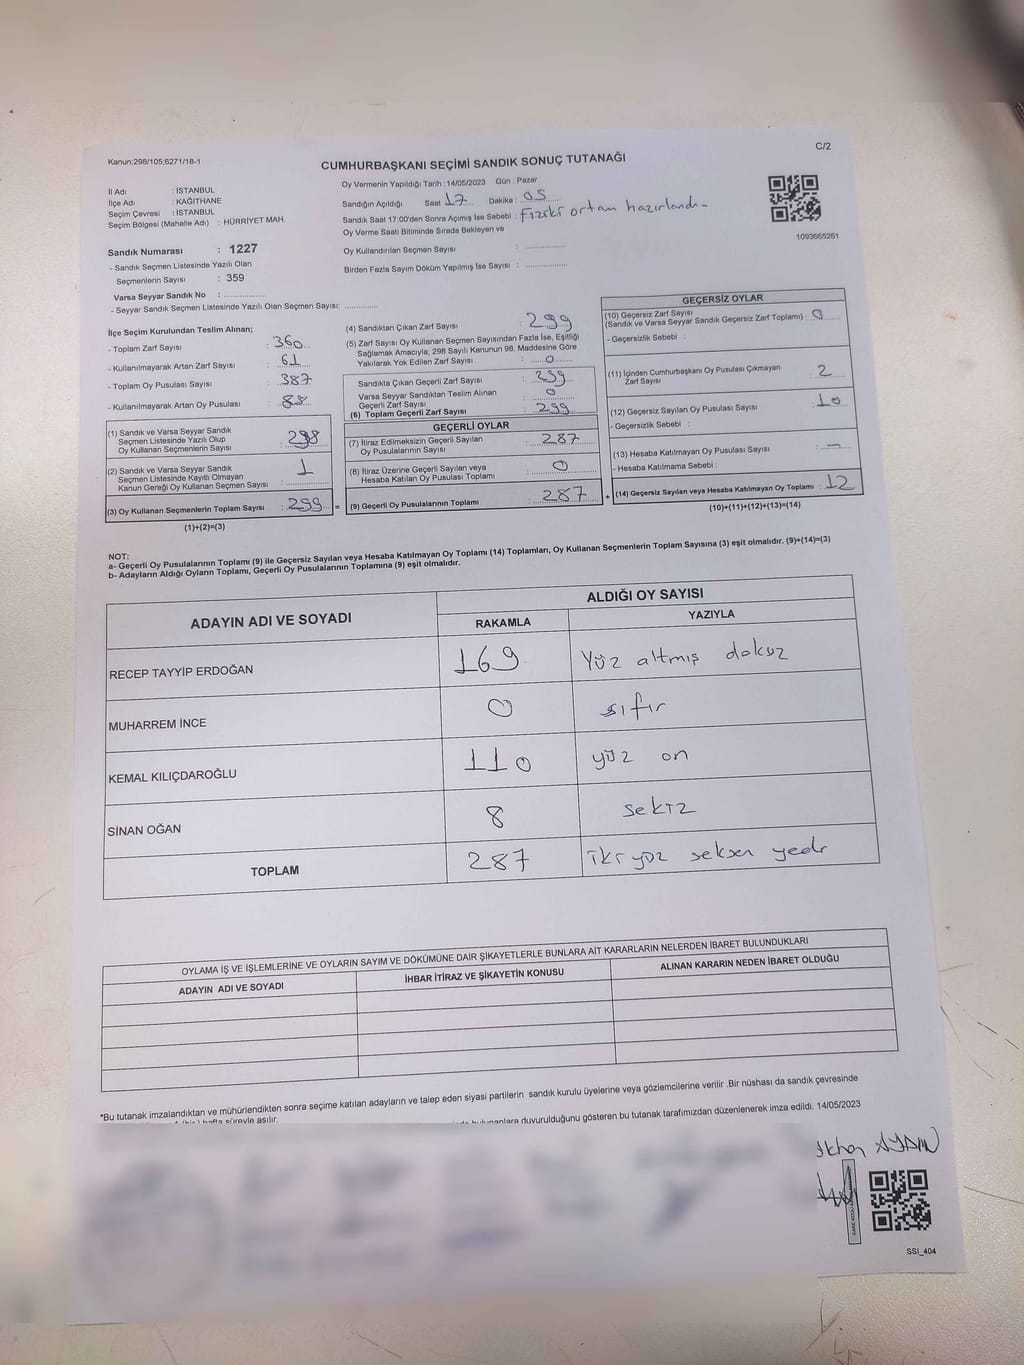 Kanun;298/105;6271/18-1
C/2
CUMHURBAŞKANI SEÇİMİ SANDIK SONUÇ TUTANAĞI
İl Adı : İSTANBUL
İlçe Adı : KAĞITHANE
Seçim Çevresi : İSTANBUL
Seçim Bölgesi (Mahalle Adı) : HÜRRİYET MAH.
Oy Vermenin Yapıldığı Tarih :14/05/2023 Gün : Pazar
Sandığın Açıldığı Saat 17 Dakika : 05
Sandık Saat 17:00'den Sonra Açımış İse Sebebi : Fiziki ortam hazırlandı-
Oy Verme Saati Bitiminde Sırada Bekleyen ve
Oy Kullandırılan Seçmen Sayısı :
Birden Fazla Sayım Döküm Yapılmış İse Sayısı :
1093665261
Sandık Numarası : 1227
- Sandık Seçmen Listesinde Yazılı Olan
Seçmenlerin Sayısı : 359
Varsa Seyyar Sandık No :
- Seyyar Sandık Seçmen Listesinde Yazılı Olan Seçmen Sayısı:
İlçe Seçim Kurulundan Teslim Alınan;
- Toplam Zarf Sayısı : 360
- Kullanılmayarak Artan Zarf Sayısı : 61
- Toplam Oy Pusulası Sayısı : 387
- Kullanılmayarak Artan Oy Pusulası : 88
(1) Sandık ve Varsa Seyyar Sandık
Seçmen Listesinde Yazılı Olup
Oy Kullanan Seçmenlerin Sayısı : 298
(2) Sandık ve Varsa Seyyar Sandık
Seçmen Listesinde Kayıtlı Olmayan
Kanun Gereği Oy Kullanan Seçmen Sayısı : 1
(3) Oy Kullanan Seçmenlerin Toplam Sayısı : 299
(1)+(2)=(3)
(4) Sandıktan Çıkan Zarf Sayısı : 299
(5) Zarf Sayısı Oy Kullanan Seçmen Sayısından Fazla İse, Eşitliği
Sağlamak Amacıyla; 298 Sayılı Kanunun 98. Maddesine Göre
Yakılarak Yok Edilen Zarf Sayısı : 0
Sandıkta Çıkan Geçerli Zarf Sayısı : 299
Varsa Seyyar Sandıktan Teslim Alınan
Geçerli Zarf Sayısı : 0
(6) Toplam Geçerli Zarf Sayısı : 299
GEÇERLİ OYLAR
(7) İtiraz Edilmeksizin Geçerli Sayılan
Oy Pusulalarının Sayısı : 287
(8) İtiraz Üzerine Geçerli Sayılan veya
Hesaba Katılan Oy Pusulası Toplamı : 0
(9) Geçerli Oy Pusulalarının Toplamı : 287
GEÇERSİZ OYLAR
(10) Geçersiz Zarf Sayısı
(Sandık ve Varsa Seyyar Sandık Geçersiz Zarf Toplamı) : 0
- Geçersizlik Sebebi :
(11) İçinden Cumhurbaşkanı Oy Pusulası Çıkmayan
Zarf Sayısı : 2
(12) Geçersiz Sayılan Oy Pusulası Sayısı : 10
- Geçersizlik Sebebi :
(13) Hesaba Katılmayan Oy Pusulası Sayısı : -
- Hesaba Katılmama Sebebi :
(14) Geçersiz Sayılan veya Hesaba Katılmayan Oy Toplamı : 12
(10)+(11)+(12)+(13)=(14)
NOT:
a- Geçerli Oy Pusulalarının Toplamı (9) ile Geçersiz Sayılan veya Hesaba Katılmayan Oy Toplamı (14) Toplamları, Oy Kullanan Seçmenlerin Toplam Sayısına (3) eşit olmalıdır. (9)+(14)=(3)
b- Adayların Aldığı Oyların Toplamı, Geçerli Oy Pusulalarının Toplamına (9) eşit olmalıdır.
ADAYIN ADI VE SOYADI ALDIĞI OY SAYISI
RAKAMLA YAZIYLA
RECEP TAYYİP ERDOĞAN 169 Yüz altmış dokuz
MUHARREM İNCE 0 sıfır
KEMAL KILIÇDAROĞLU 110 yüz on
SİNAN OĞAN 8 sekiz
TOPLAM 287 iki yüz seksen yedi
OYLAMA İŞ VE İŞLEMLERİNE VE OYLARIN SAYIM VE DÖKÜMÜNE DAİR ŞİKAYETLERLE BUNLARA AİT KARARLARIN NELERDEN İBARET BULUNDUKLARI
ADAYIN ADI VE SOYADI İHBAR İTİRAZ VE ŞİKAYETİN KONUSU ALINAN KARARIN NEDEN İBARET OLDUĞU
*Bu tutanak imzalandıktan ve mühürlendikten sonra seçime katılan adayların ve talep eden siyasi partilerin sandık kurulu üyelerine veya gözlemcilerine verilir .Bir nüshası da sandık çevresinde
hafta süreyle asılır.
duyurulduğunu gösteren bu tutanak tarafımızdan düzenlenerek imza edildi. 14/05/2023
AYDIN
SSI_404